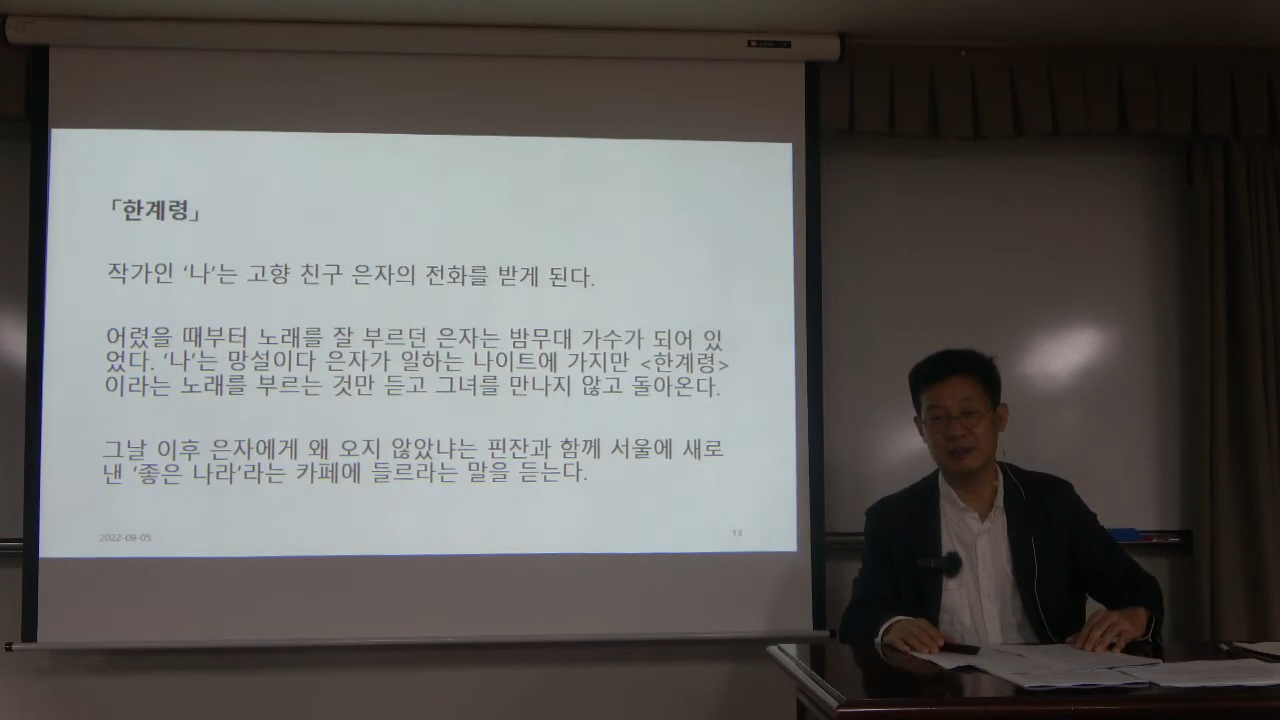 「한계령」
작가인 '나'는 고향 친구 은자의 전화를 받게 된다.
어렸을 때부터 노래를 잘 부르던 은자는 밤무대 가수가 되어 있
었다. '나'는 망설이다 은자가 일하는 나이트에 가지만 <한계령>
이라는 노래를 부르는 것만 듣고 그녀를 만나지 않고 돌아온다.
그날 이후 은자에게 왜 오지 않았냐는 핀잔과 함께 서울에 새로
낸 '좋은 나라'라는 카페에 들르라는 말을 듣는다.
2022-09-05
13